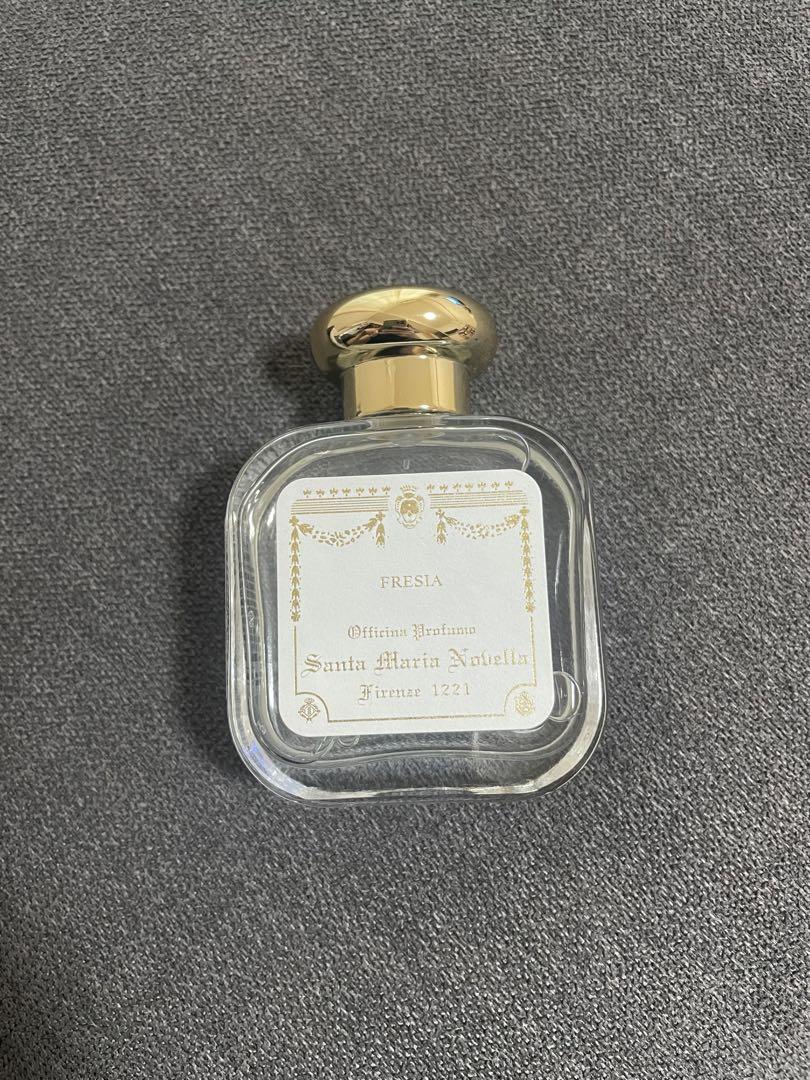 FRESIA
Officina Profumo
Santa Maria Novella
Firenze 1221